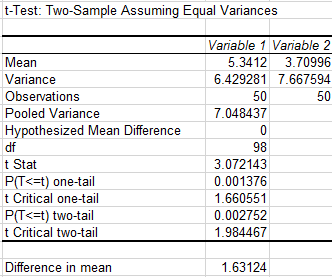 t-Test: Two-Sample Assuming Equal Variances
Variable 1 Variable 2
Mean 5.3412 3.70996
Variance 6.429281 7.667594
Observations 50 50
Pooled Variance 7.048437
Hypothesized Mean Difference 0
df 98
t Stat 3.072143
P(T<=t) one-tail 0.001376
t Critical one-tail 1.660551
P(T<=t) two-tail 0.002752
t Critical two-tail 1.984467
Difference in mean 1.63124